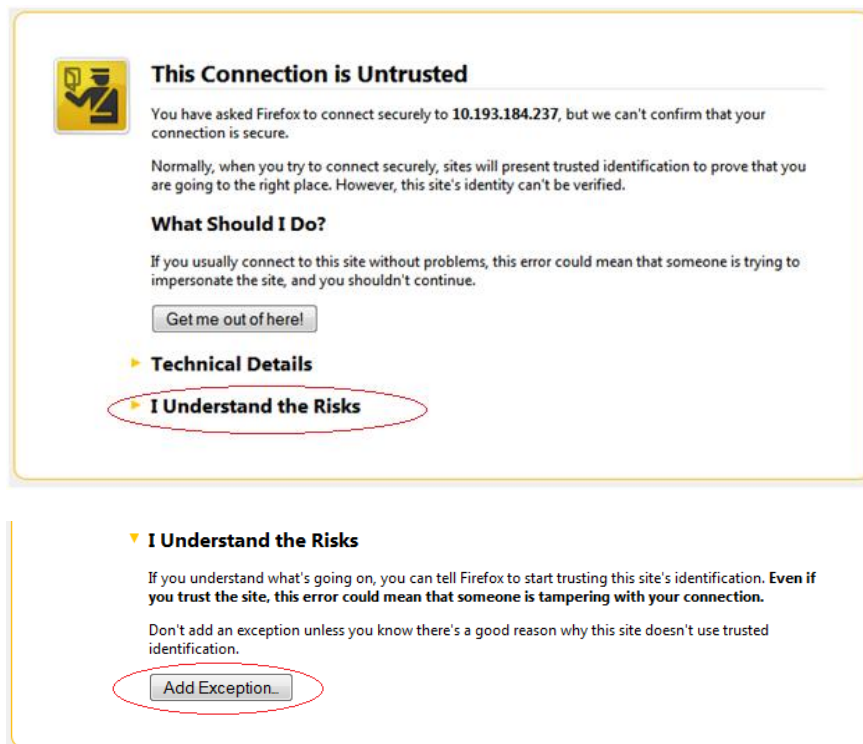 This Connection is Untrusted
You have asked Firefox to connect securely to 10.193.184.237, but we can't confirm that your
connection is secure.
Normally, when you try to connect securely, sites will present trusted identification to prove that you
are going to the right place. However, this site's identity can't be verified.
What Should I Do?
If you usually connect to this site without problems, this error could mean that someone is trying to
impersonate the site, and you shouldn't continue.
Get me out of here!
Technical Details
I Understand the Risks
I Understand the Risks
If you understand what's going on, you can tell Firefox to start trusting this site's identification. Even if
you trust the site, this error could mean that someone is tampering with your connection.
Don't add an exception unless you know there's a good reason why this site doesn't use trusted
identification.
Add Exception...